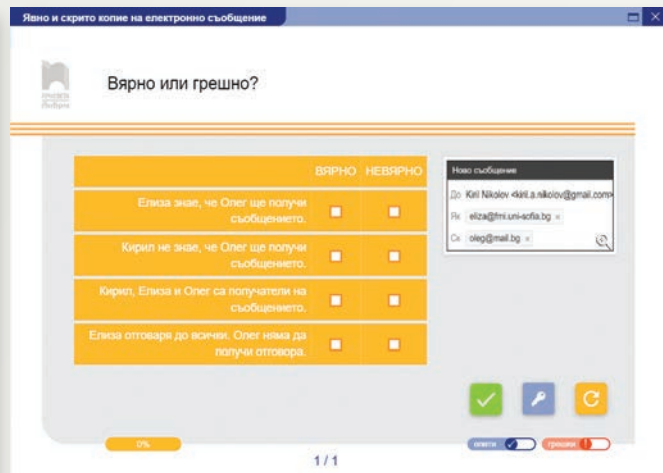 Явно и скрито копие на електронно съобщение
Вярно или грешно?
ВЯРНО НЕВЯРНО
Елиза знае, че Олег ще получи
съобщението.
Кирил не знае, че Олег ще получи
съобщението.
Кирил, Елиза и Олег са получатели на
съобщението.
Елиза отговаря до всички. Олег няма да
получи отговора.
Ново съобщение
До Kiril Nikolov <kiril.a.nikolov@gmail.com>
Як eliza@fmi.uni-sofia.bg ×
Ск oleg@mail.bg ×
0%
опити
грешки
1 / 1